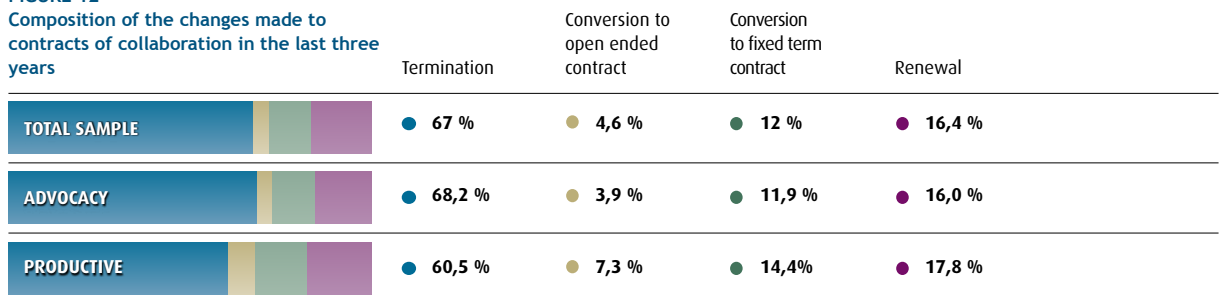 Composition of the changes made to
contracts of collaboration in the last three
years
Termination
Conversion to
open ended
contract
Conversion
to fixed term
contract
Renewal
TOTAL SAMPLE 67 % 4,6 % 12 % 16,4 %
ADVOCACY 68,2 % 3,9 % 11,9 % 16,0 %
PRODUCTIVE 60,5 % 7,3 % 14,4% 17,8 %